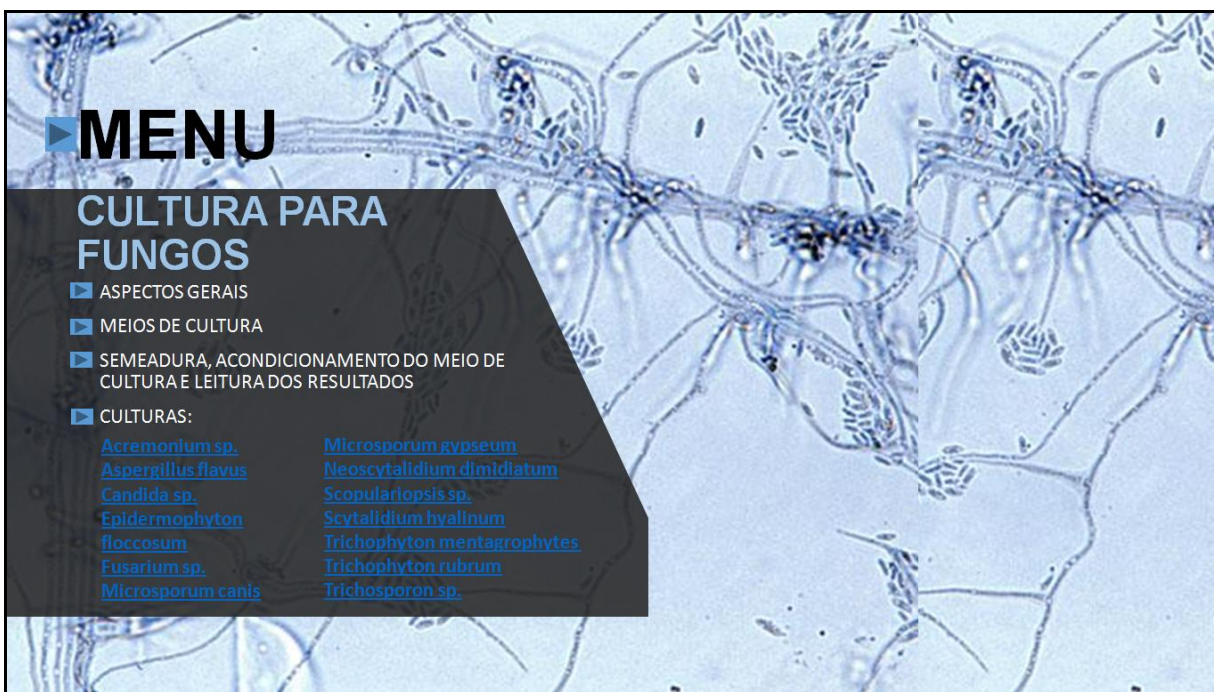 MENU
CULTURA PARA
FUNGOS
ASPECTOS GERAIS
MEIOS DE CULTURA
SEMEADURA, ACONDICIONAMENTO DO MEIO DE
CULTURA E LEITURA DOS RESULTADOS
CULTURAS:
Acremonium sp.
Aspergillus flavus
Candida sp.
Epidermophyton
floccosum
Fusarium sp.
Microsporum canis
Microsporum gypseum
Neoscytalidium dimidiatum
Scopulariopsis sp.
Scytalidium hyalinum
Trichophyton mentagrophytes
Trichophyton rubrum
Trichosporon sp.